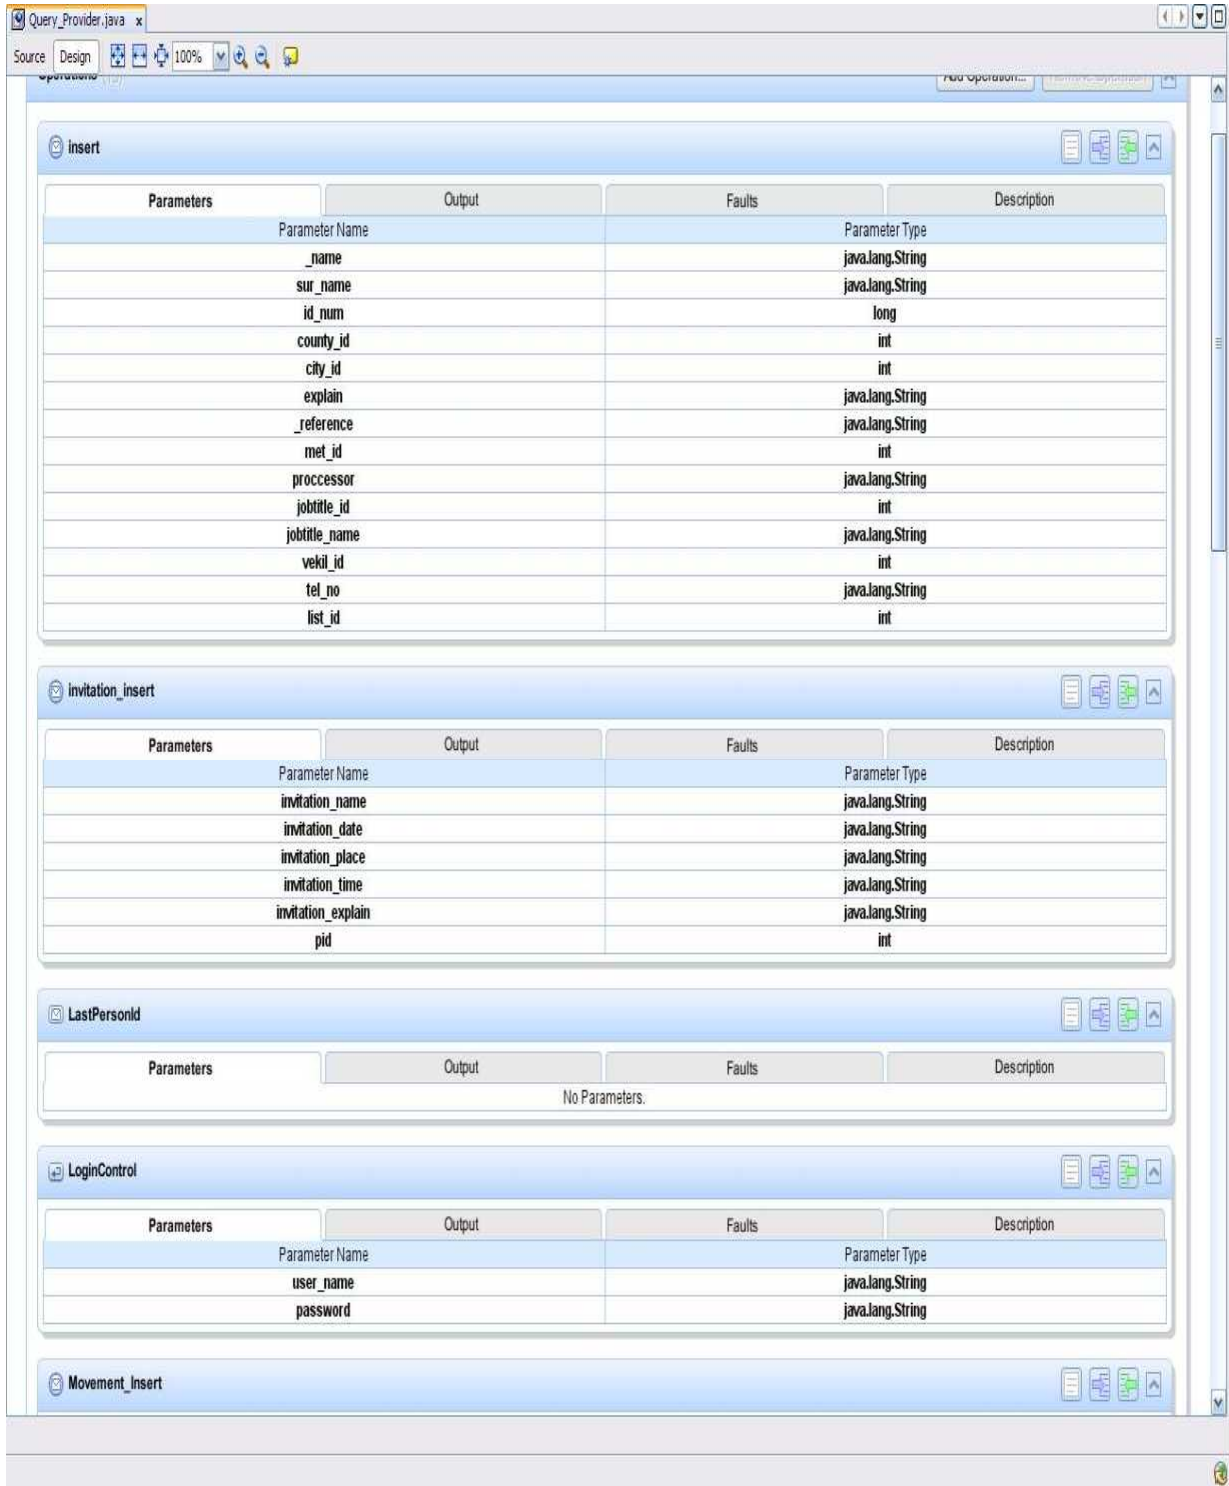 Query_Provider.java x
Source Design 100%
Operations
Add Operation... Remove Operation
insert
Parameters Output Faults Description
Parameter Name Parameter Type
_name java.lang.String
sur_name java.lang.String
id_num long
county_id int
city_id int
explain java.lang.String
_reference java.lang.String
met_id int
proccessor java.lang.String
jobtitle_id int
jobtitle_name java.lang.String
vekil_id int
tel_no java.lang.String
list_id int
invitation_insert
Parameters Output Faults Description
Parameter Name Parameter Type
invitation_name java.lang.String
invitation_date java.lang.String
invitation_place java.lang.String
invitation_time java.lang.String
invitation_explain java.lang.String
pid int
LastPersonId
Parameters Output Faults Description
No Parameters.
LoginControl
Parameters Output Faults Description
Parameter Name Parameter Type
user_name java.lang.String
password java.lang.String
Movement_Insert